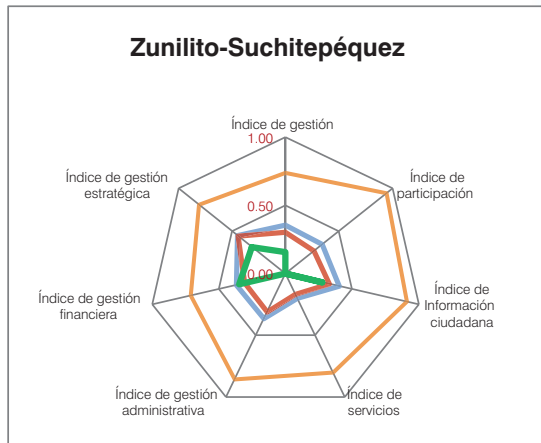 Zunilito-Suchitepéquez
Índice de gestión
1.00
Índice de gestión
estratégica
Índice de
participación
0.50
0.00
Índice de gestión
financiera
Índice de
Información
ciudadana
Índice de gestión
administrativa
Índice de
servicios